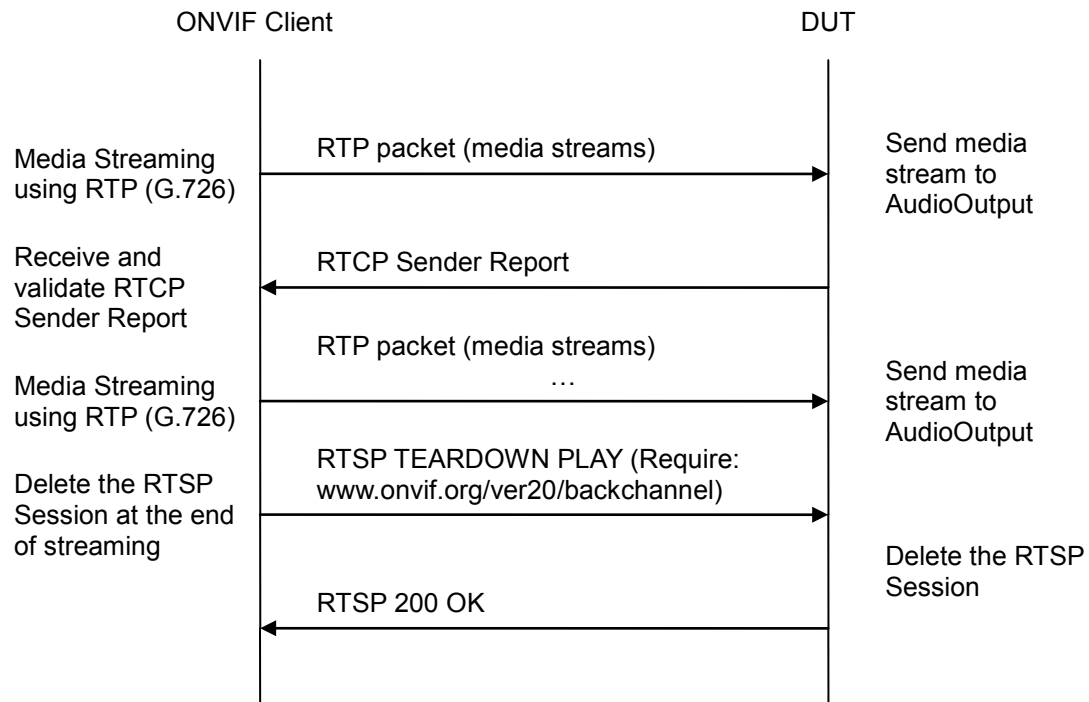 ONVIF Client
DUT
Media Streaming
using RTP (G.726)
RTP packet (media streams)
Send media
stream to
AudioOutput
Receive and
validate RTCP
Sender Report
RTCP Sender Report
Media Streaming
using RTP (G.726)
RTP packet (media streams)
…
Send media
stream to
AudioOutput
Delete the RTSP
Session at the end
of streaming
RTSP TEARDOWN PLAY (Require:
www.onvif.org/ver20/backchannel)
Delete the RTSP
Session
RTSP 200 OK